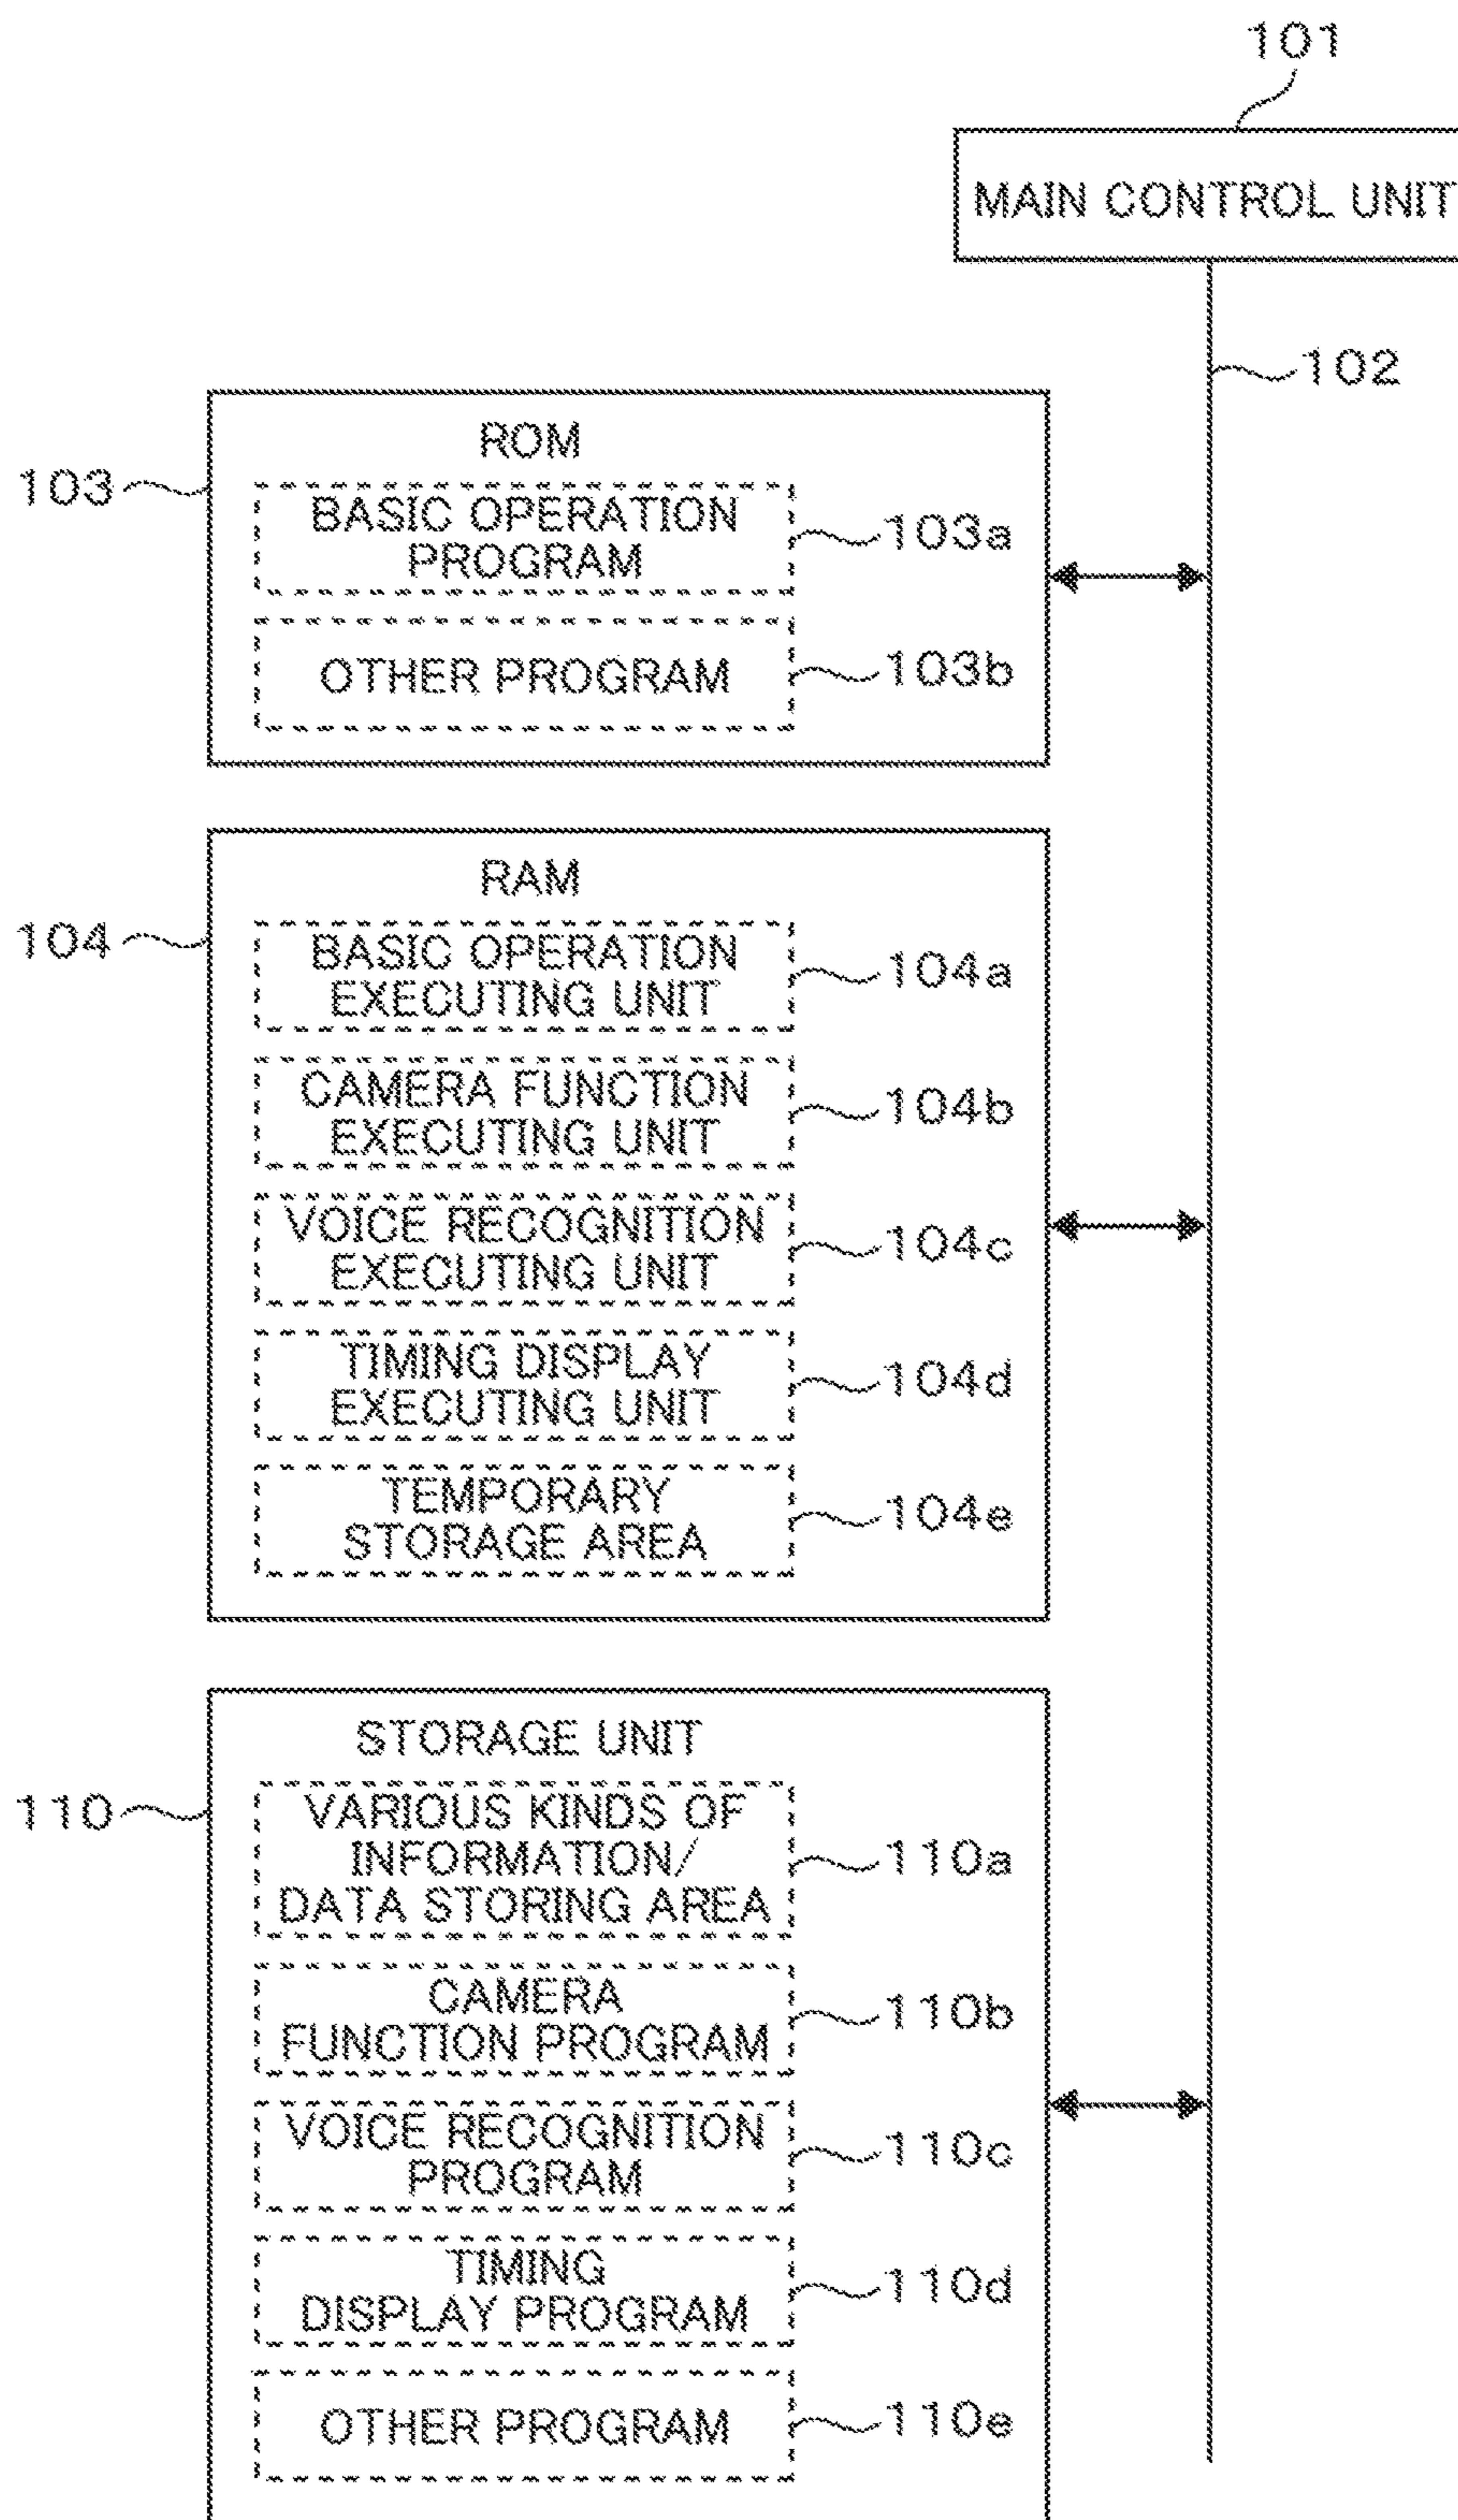 101
MAIN CONTROL UNIT
102
ROM
103
BASIC OPERATION
PROGRAM
103a
OTHER PROGRAM
103b
RAM
104
BASIC OPERATION
EXECUTING UNIT
104a
CAMERA FUNCTION
EXECUTING UNIT
104b
VOICE RECOGNITION
EXECUTING UNIT
104c
TIMING DISPLAY
EXECUTING UNIT
104d
TEMPORARY
STORAGE AREA
104e
STORAGE UNIT
110
VARIOUS KINDS OF
INFORMATION/
DATA STORING AREA
110a
CAMERA
FUNCTION PROGRAM
110b
VOICE RECOGNITION
PROGRAM
110c
TIMING
DISPLAY PROGRAM
110d
OTHER PROGRAM
110e